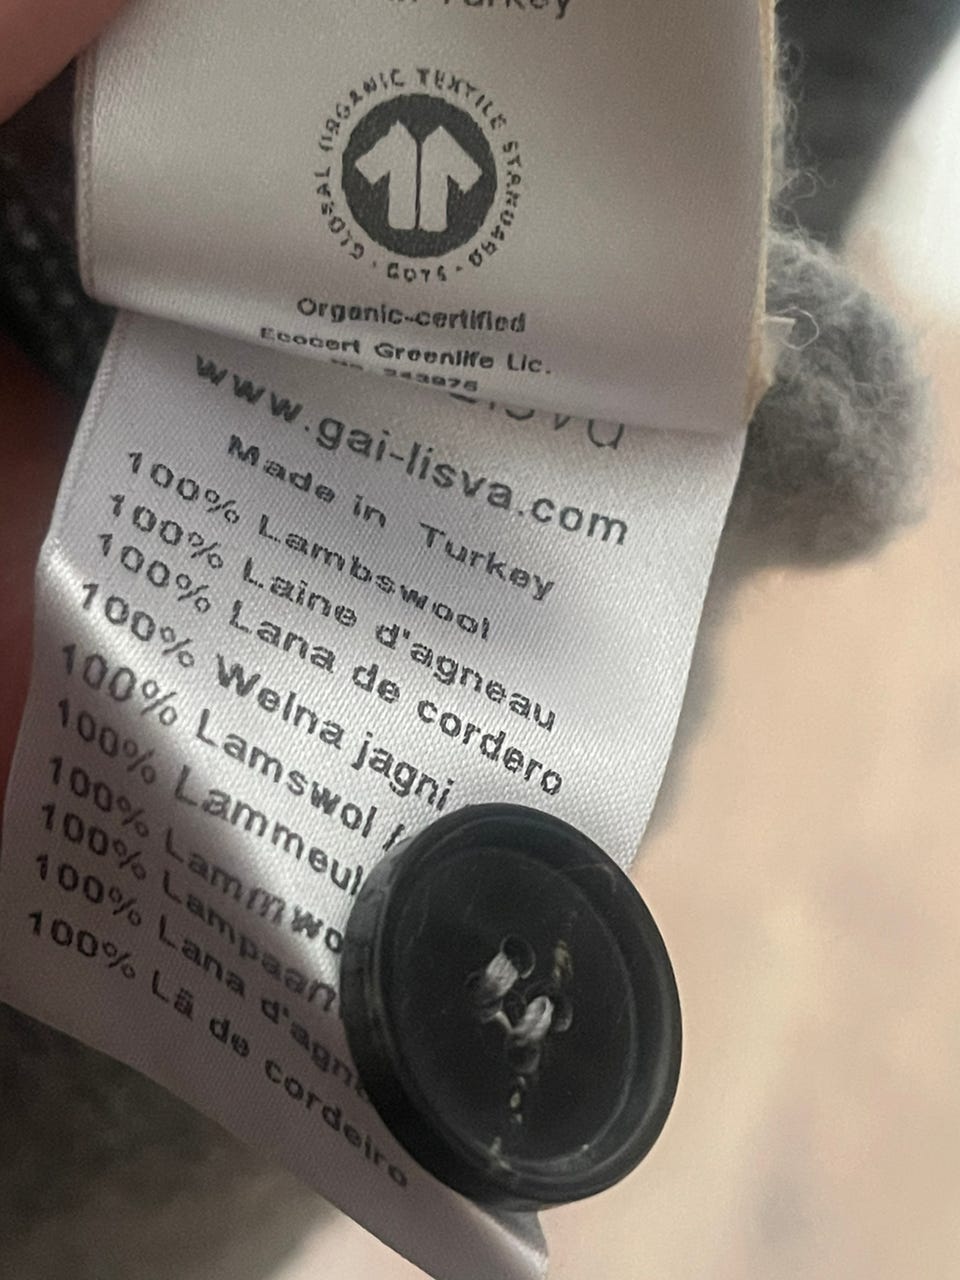 Turkey
GLOBAL ORGANIC TEXTILE STANDARD · GOTS ·
Organic-certified
Ecocert Greenlife Lic.
www.gai-lisva.com
Made in Turkey
100% Lambswool
100% Laine d'agneau
100% Lana de cordero
100% Welna jagni
100% Lamswol
100%
100%
100%
100% Lana
100% Lã de cordeiro